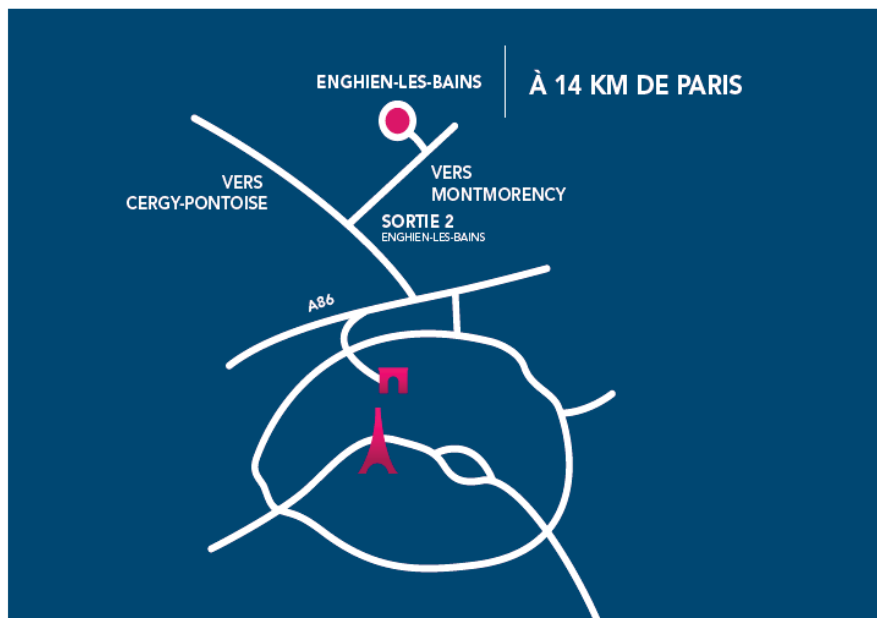 ENGHIEN-LES-BAINS
À 14 KM DE PARIS
VERS
CERGY-PONTOISE
VERS
MONTMORENCY
SORTIE 2
ENGHIEN-LES-BAINS
A86